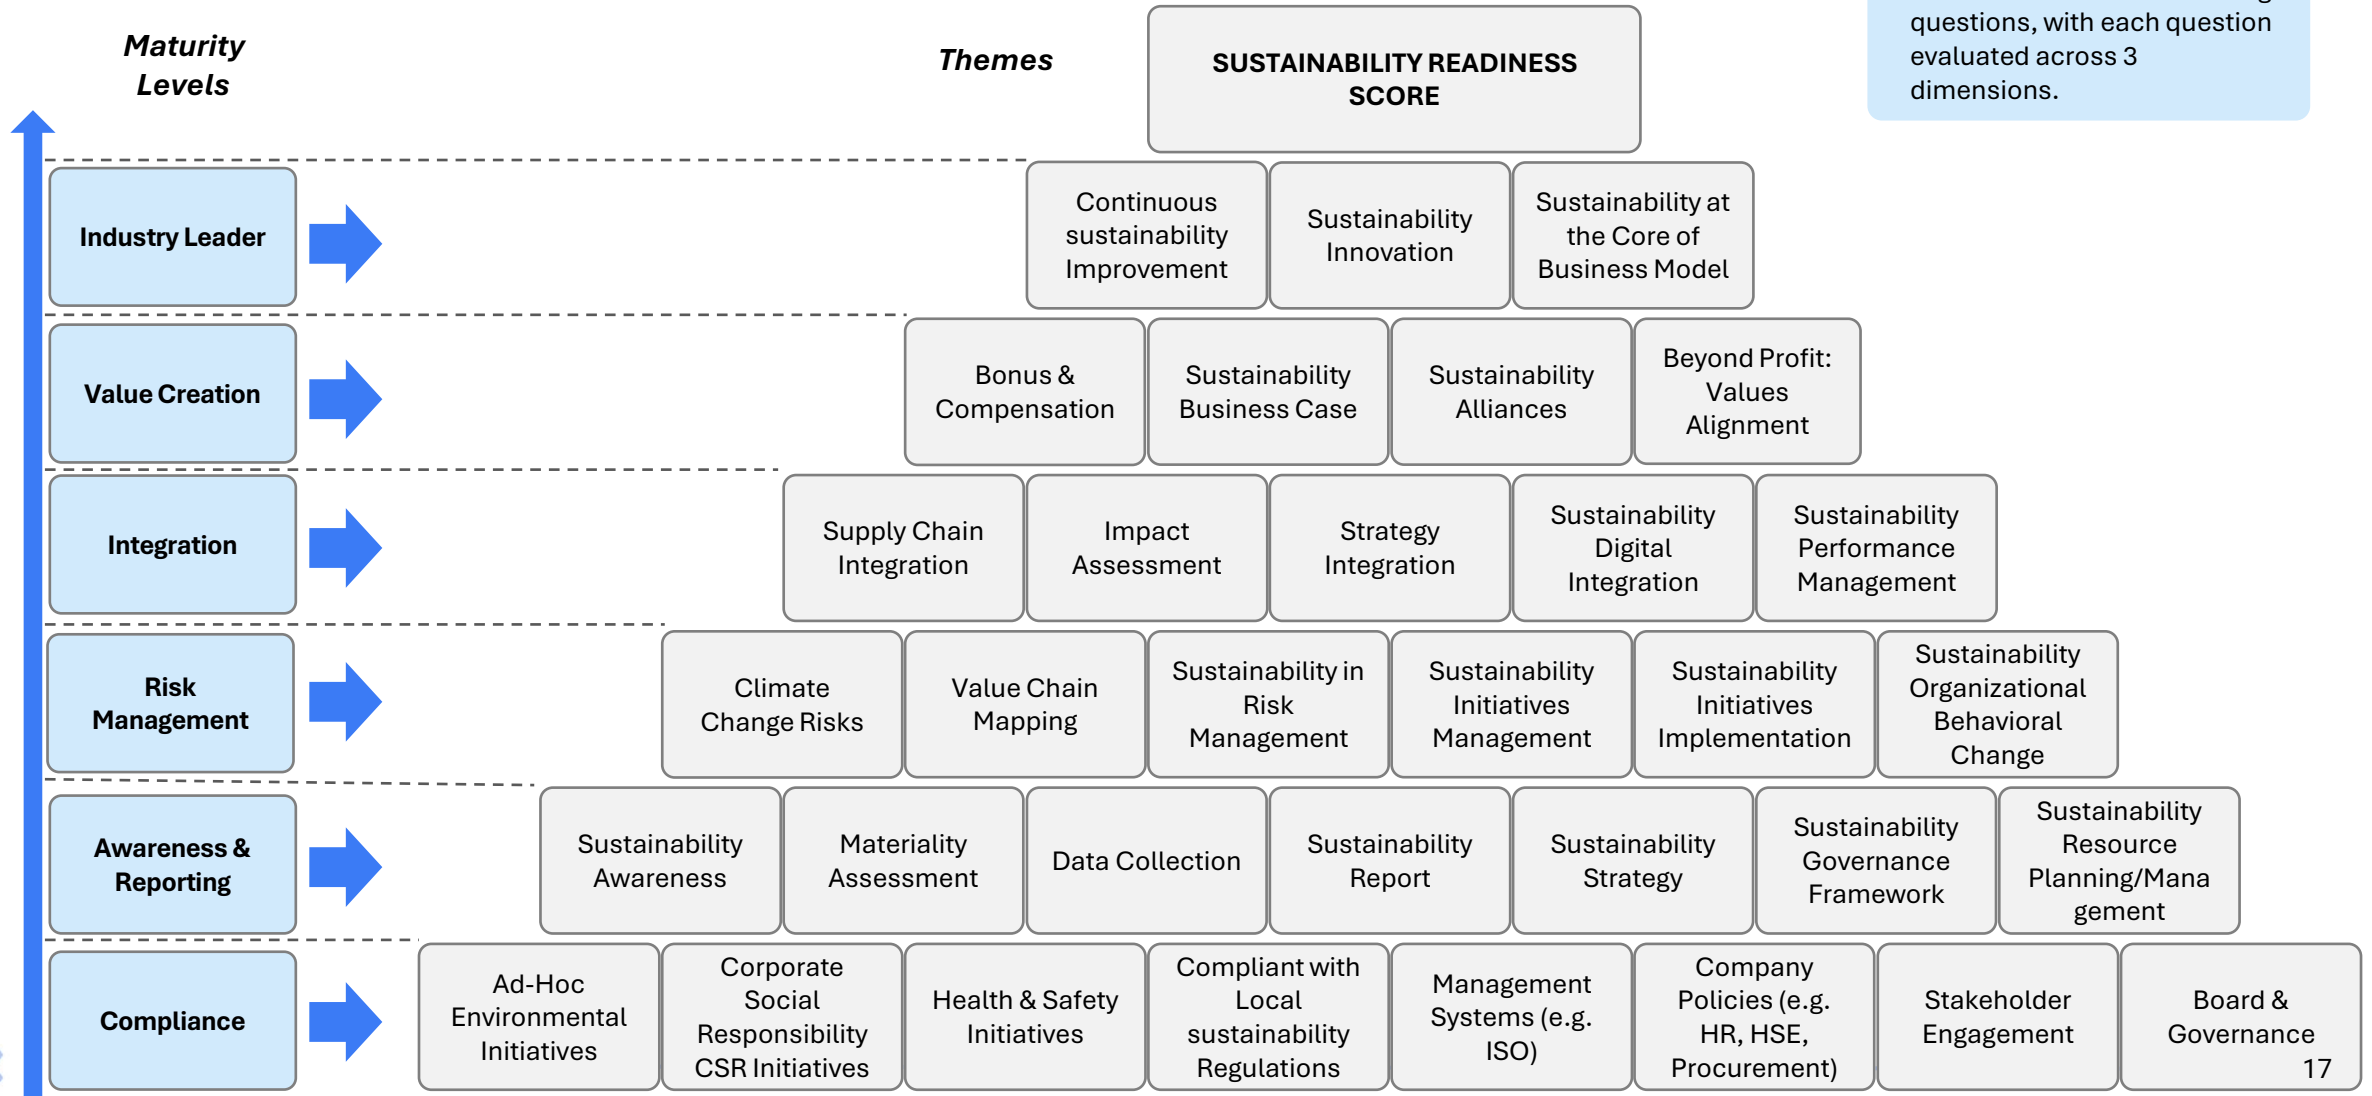 questions, with each question
evaluated across 3
dimensions.
Maturity
Levels
Themes
SUSTAINABILITY READINESS
SCORE
Industry Leader
Continuous
sustainability
Improvement
Sustainability
Innovation
Sustainability at
the Core of
Business Model
Value Creation
Bonus &
Compensation
Sustainability
Business Case
Sustainability
Alliances
Beyond Profit:
Values
Alignment
Integration
Supply Chain
Integration
Impact
Assessment
Strategy
Integration
Sustainability
Digital
Integration
Sustainability
Performance
Management
Risk
Management
Climate
Change Risks
Value Chain
Mapping
Sustainability in
Risk
Management
Sustainability
Initiatives
Management
Sustainability
Initiatives
Implementation
Sustainability
Organizational
Behavioral
Change
Awareness &
Reporting
Sustainability
Awareness
Materiality
Assessment
Data Collection
Sustainability
Report
Sustainability
Strategy
Sustainability
Governance
Framework
Sustainability
Resource
Planning/Mana
gement
Compliance
Ad-Hoc
Environmental
Initiatives
Corporate
Social
Responsibility
CSR Initiatives
Health & Safety
Initiatives
Compliant with
Local
sustainability
Regulations
Management
Systems (e.g.
ISO)
Company
Policies (e.g.
HR, HSE,
Procurement)
Stakeholder
Engagement
Board &
Governance
17